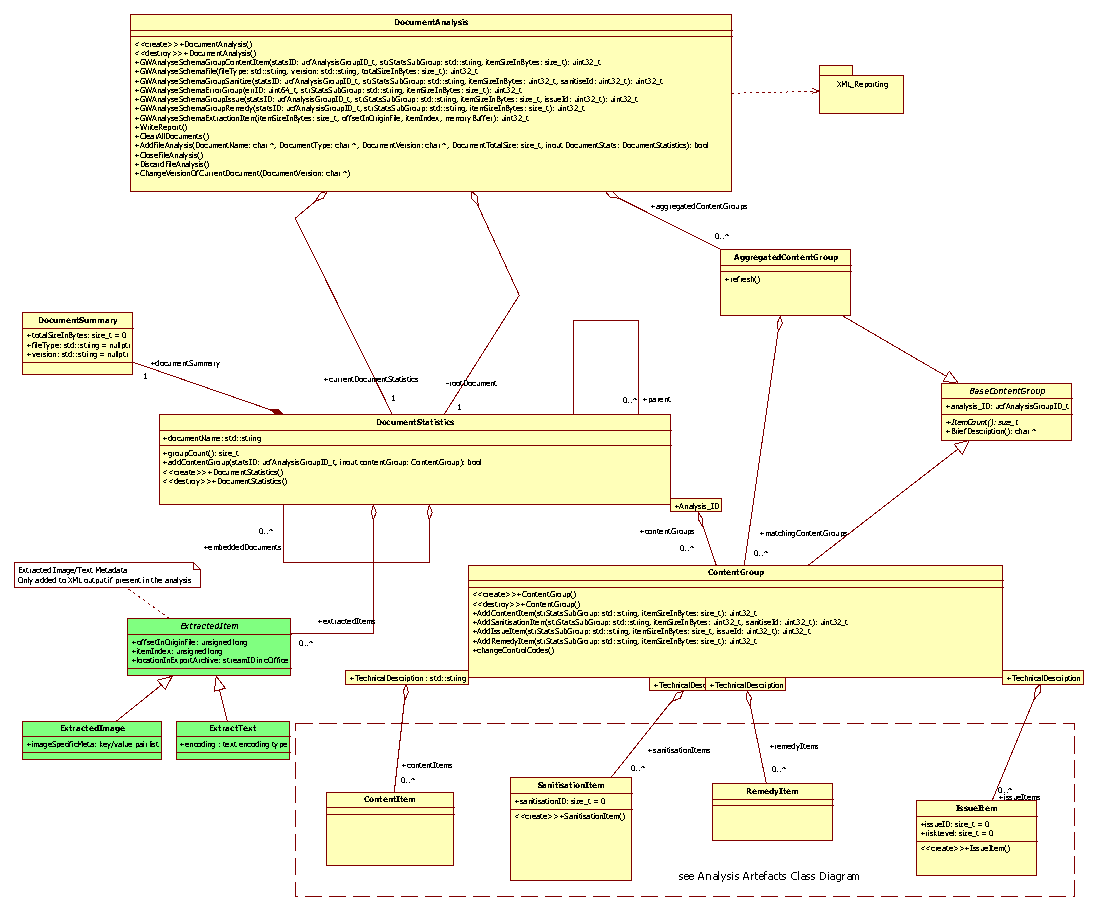 DocumentAnalysis
<<create>>+DocumentAnalysis()
<<destroy>>+DocumentAnalysis()
+GWAnalyseSchemaGroupContentItem(statsID: ucfAnalysisGroupID_t, strStatsSubGroup: std::string, itemSizeInBytes: size_t): uint32_t
+GWAnalyseSchemaFile(fileType: std::string, version: std::string, totalSizeInBytes: size_t): uint32_t
+GWAnalyseSchemaGroupSanitize(statsID: ucfAnalysisGroupID_t, strStatsSubGroup: std::string, itemSizeInBytes: uint32_t, sanitiseId: uint32_t): uint32_t
+GWAnalyseSchemaErrorGroup(errID: uint64_t, strStatsSubGroup: std::string, itemSizeInBytes: size_t): uint32_t
+GWAnalyseSchemaGroupIssue(statsID: ucfAnalysisGroupID_t, strStatsSubGroup: std::string, itemSizeInBytes: size_t, issueId: uint32_t): uint32_t
+GWAnalyseSchemaGroupRemedy(statsID: ucfAnalysisGroupID_t, strStatsSubGroup: std::string, itemSizeInBytes: size_t): uint32_t
+GWAnalyseSchemaExtractionItem(itemSizeInBytes: size_t, offsetInOriginFile, itemIndex, memory Buffer): uint32_t
+WriteReport()
+ClearAllDocuments()
+AddFileAnalysis(DocumentName: char*, DocumentType: char*, DocumentVersion: char*, DocumentTotalSize: size_t, inout DocumentStats: DocumentStatistics): bool
+CloseFileAnalysis()
+DiscardFileAnalysis()
+ChangeVersionOfCurrentDocument(DocumentVersion: char*)
XML_Reporting
+aggregatedContentGroups
0..*
AggregatedContentGroup
+refresh()
DocumentSummary
+totalSizeInBytes: size_t = 0
+fileType: std::string = nullptr
+version: std::string = nullptr
+documentSummary
1
+currentDocumentStatistics
1
-rootDocument
1
0..*
+parent
BaseContentGroup
+analysis_ID: ucfAnalysisGroupID_t
+ItemCount(): size_t
+BriefDescription(): char*
DocumentStatistics
+documentName: std::string
+groupCount(): size_t
+addContentGroup(statsID: ucfAnalysisGroupID_t, inout contentGroup: ContentGroup): bool
<<create>>+DocumentStatistics()
<<destroy>>+DocumentStatistics()
+Analysis_ID
0..*
+embeddedDocuments
+contentGroups
0..*
+matchingContentGroups
0..*
Extracted Image/Text Metadata
Only added to XML output if present in the analysis
ContentGroup
<<create>>+ContentGroup()
<<destroy>>+ContentGroup()
+AddContentItem(strStatsSubGroup: std::string, itemSizeInBytes: size_t): uint32_t
+AddSanitisationItem(strStatsSubGroup: std::string, itemSizeInBytes: uint32_t, sanitiseId: uint32_t): uint32_t
+AddIssueItem(strStatsSubGroup: std::string, itemSizeInBytes: size_t, issueId: uint32_t): uint32_t
+AddRemedyItem(strStatsSubGroup: std::string, itemSizeInBytes: size_t): uint32_t
+changeControlCodes()
ExtractedItem
+offsetInOriginFile: unsigned long
+itemIndex: unsigned long
+locationInExportArchive: streamID in cOffice
+extractedItems
0..*
+TechnicalDescription : std::string
+TechnicalDesc
+TechnicalDescription
+TechnicalDescription
ExtractedImage
+imageSpecificMeta: key/value pair list
ExtractText
+encoding : text encoding type
+contentItems
0..*
+sanitisationItems
0..*
+remedyItems
0..*
0..*
+issueItems
ContentItem
SanitisationItem
+sanitisationID: size_t = 0
<<create>>+SanitisationItem()
RemedyItem
IssueItem
+issueID: size_t = 0
+riskLevel: size_t = 0
<<create>>+IssueItem()
see Analysis Artefacts Class Diagram